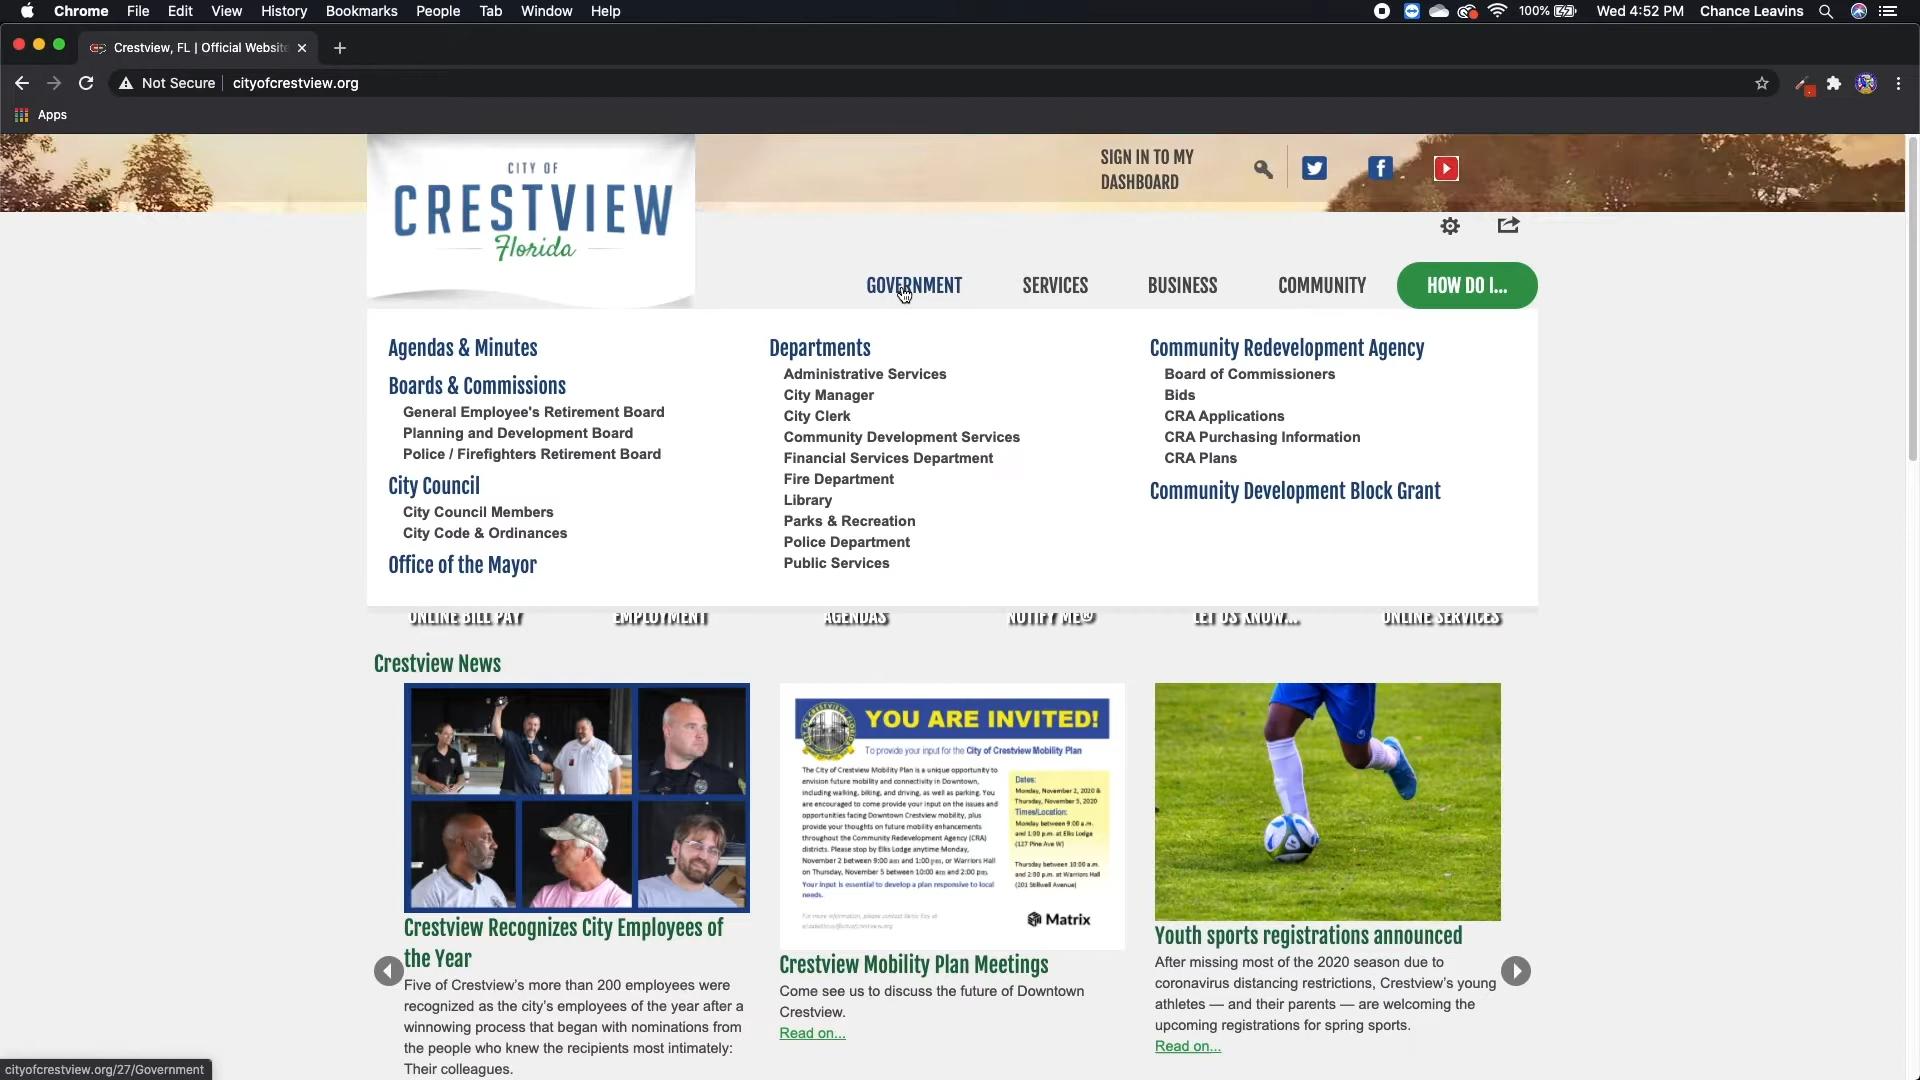 Chrome File Edit View History Bookmarks People Tab Window Help 100% Wed 4:52 PM Chance Leavins
Crestview, FL | Official Website
Not Secure cityofcrestview.org
Apps
CITY OF
CRESTVIEW
Florida
SIGN IN TO MY
DASHBOARD
GOVERNMENT SERVICES BUSINESS COMMUNITY HOW DO I...
Agendas & Minutes
Boards & Commissions
General Employee's Retirement Board
Planning and Development Board
Police / Firefighters Retirement Board
City Council
City Council Members
City Code & Ordinances
Office of the Mayor
Departments
Administrative Services
City Manager
City Clerk
Community Development Services
Financial Services Department
Fire Department
Library
Parks & Recreation
Police Department
Public Services
Community Redevelopment Agency
Board of Commissioners
Bids
CRA Applications
CRA Purchasing Information
CRA Plans
Community Development Block Grant
ONLINE BILL PAY EMPLOYMENT AGENDAS NOTIFY ME® LET US KNOW... ONLINE SERVICES
Crestview News
Crestview Recognizes City Employees of
the Year
Five of Crestview's more than 200 employees were
recognized as the city's employees of the year after a
winnowing process that began with nominations from
the people who knew the recipients most intimately:
Their colleagues.
YOU ARE INVITED!
To provide your input for the City of Crestview Mobility Plan
The City of Crestview Mobility Plan is a unique opportunity to
envision future mobility and connectivity in Downtown,
including walking, biking, and driving, as well as parking. You
are encouraged to come provide your input on the issues and
opportunities facing Downtown Crestview mobility, plus
provide your thoughts on future mobility enhancements
throughout the Community Redevelopment Agency (CRA)
districts. Please stop by Elks Lodge anytime Monday,
November 2 between 9:00 am and 1:00 pm, or Warriors Hall
on Thursday, November 5 between 10:00 am and 2:00 pm.
Your input is essential to develop a plan responsive to local
needs.
Dates:
Monday, November 2, 2020 &
Thursday, November 5, 2020
Times/Location:
Monday between 9:00 a.m.
and 1:00 p.m. at Elks Lodge
(127 Pine Ave W)
Thursday between 10:00 a.m.
and 2:00 p.m. at Warriors Hall
(201 Stillwell Avenue)
Matrix
Crestview Mobility Plan Meetings
Come see us to discuss the future of Downtown
Crestview.
Read on...
Youth sports registrations announced
After missing most of the 2020 season due to
coronavirus distancing restrictions, Crestview's young
athletes — and their parents — are welcoming the
upcoming registrations for spring sports.
Read on...
cityofcrestview.org/27/Government